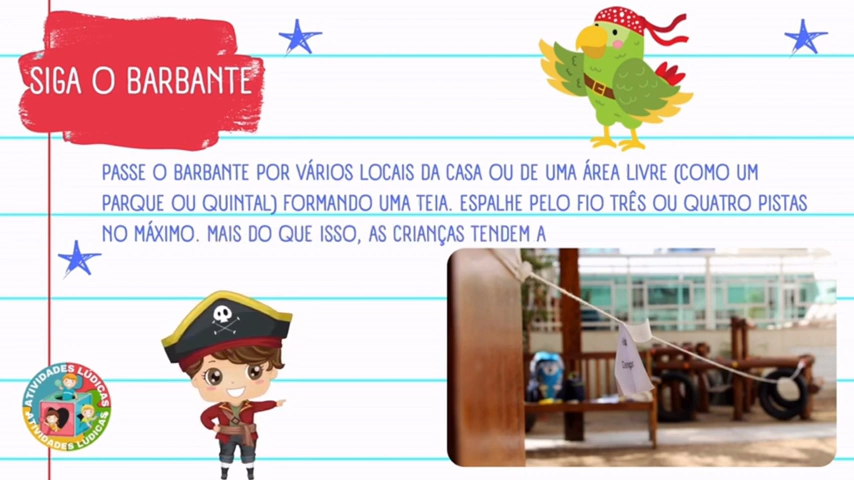 SIGA O BARBANTE
PASSE O BARBANTE POR VÁRIOS LOCAIS DA CASA OU DE UMA ÁREA LIVRE (COMO UM
PARQUE OU QUINTAL) FORMANDO UMA TEIA. ESPALHE PELO FIO TRÊS OU QUATRO PISTAS
NO MÁXIMO. MAIS DO QUE ISSO, AS CRIANÇAS TENDEM A
ATIVIDADES LÚDICAS
ATIVIDADES LÚDICAS